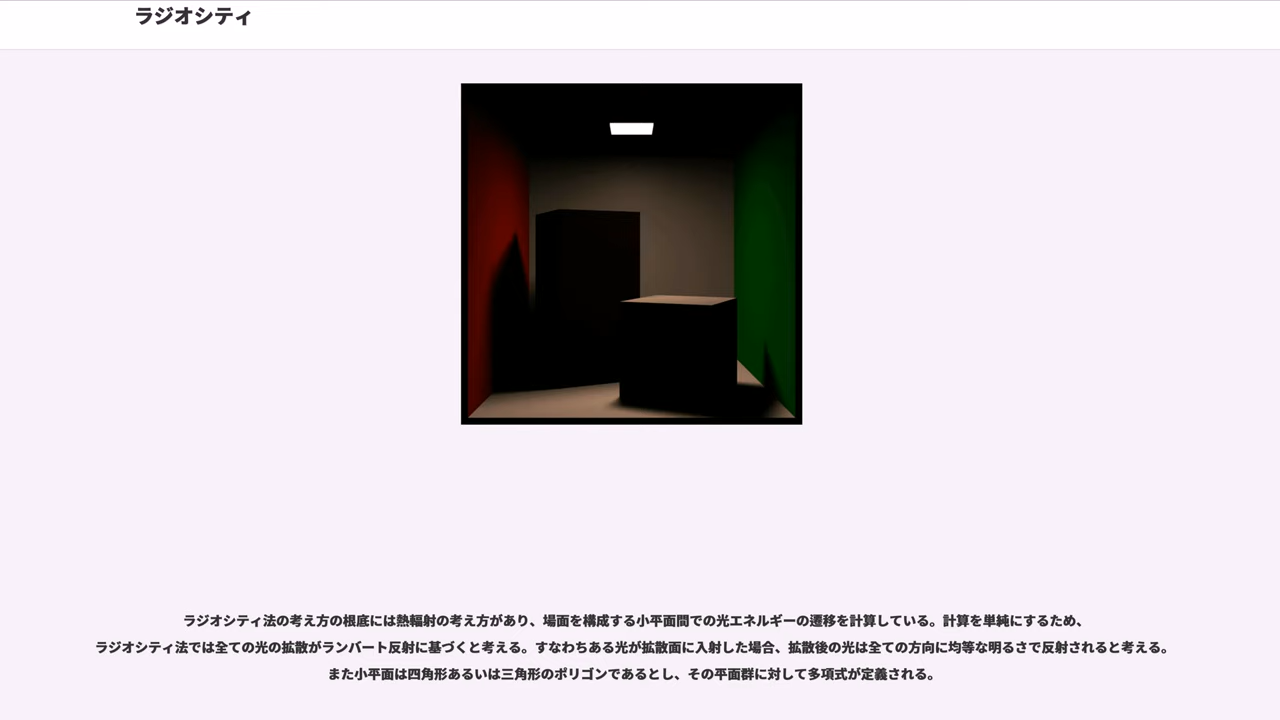 ラジオシティ
ラジオシティ法の考え方の根底には熱輻射の考え方があり、場面を構成する小平面間での光エネルギーの遷移を計算している。計算を単純にするため、
ラジオシティ法では全ての光の拡散がランバート反射に基づくと考える。すなわちある光が拡散面に入射した場合、拡散後の光は全ての方向に均等な明るさで反射されると考える。
また小平面は四角形あるいは三角形のポリゴンであるとし、その平面群に対して多項式が定義される。